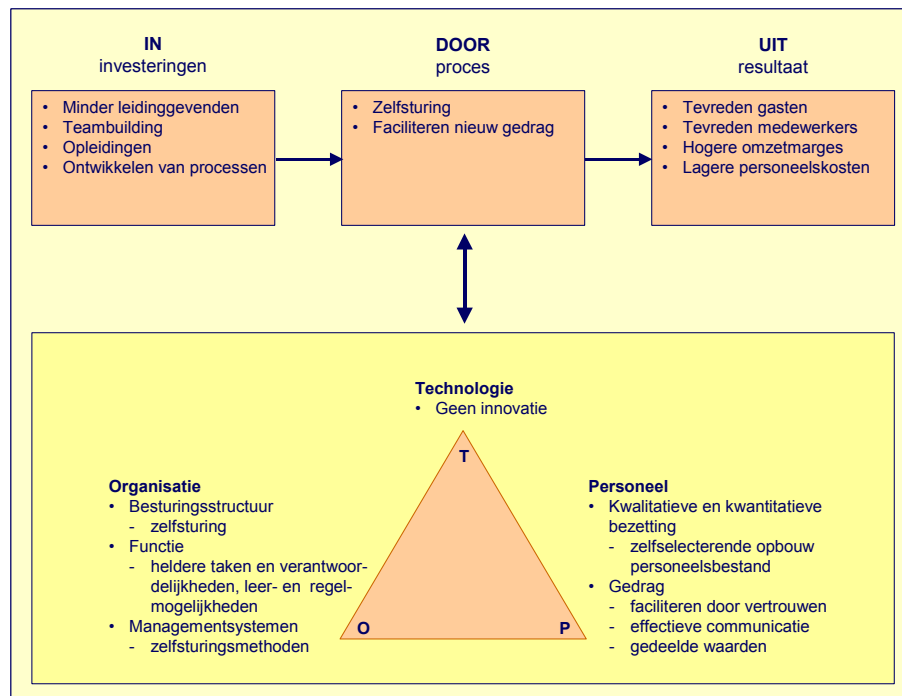 IN
investeringen
• Minder leidinggevenden
• Teambuilding
• Opleidingen
• Ontwikkelen van processen
DOOR
proces
• Zelfsturing
• Faciliteren nieuw gedrag
UIT
resultaat
• Tevreden gasten
• Tevreden medewerkers
• Hogere omzetmarges
• Lagere personeelskosten
Technologie
• Geen innovatie
T
Organisatie
• Besturingsstructuur
- zelfsturing
• Functie
- heldere taken en verantwoor-
delijkheden, leer- en regel-
mogelijkheden
• Managementsystemen
- zelfsturingsmethoden
O
P
Personeel
• Kwalitatieve en kwantitatieve
bezetting
- zelfselecterende opbouw
personeelsbestand
• Gedrag
- faciliteren door vertrouwen
- effectieve communicatie
- gedeelde waarden